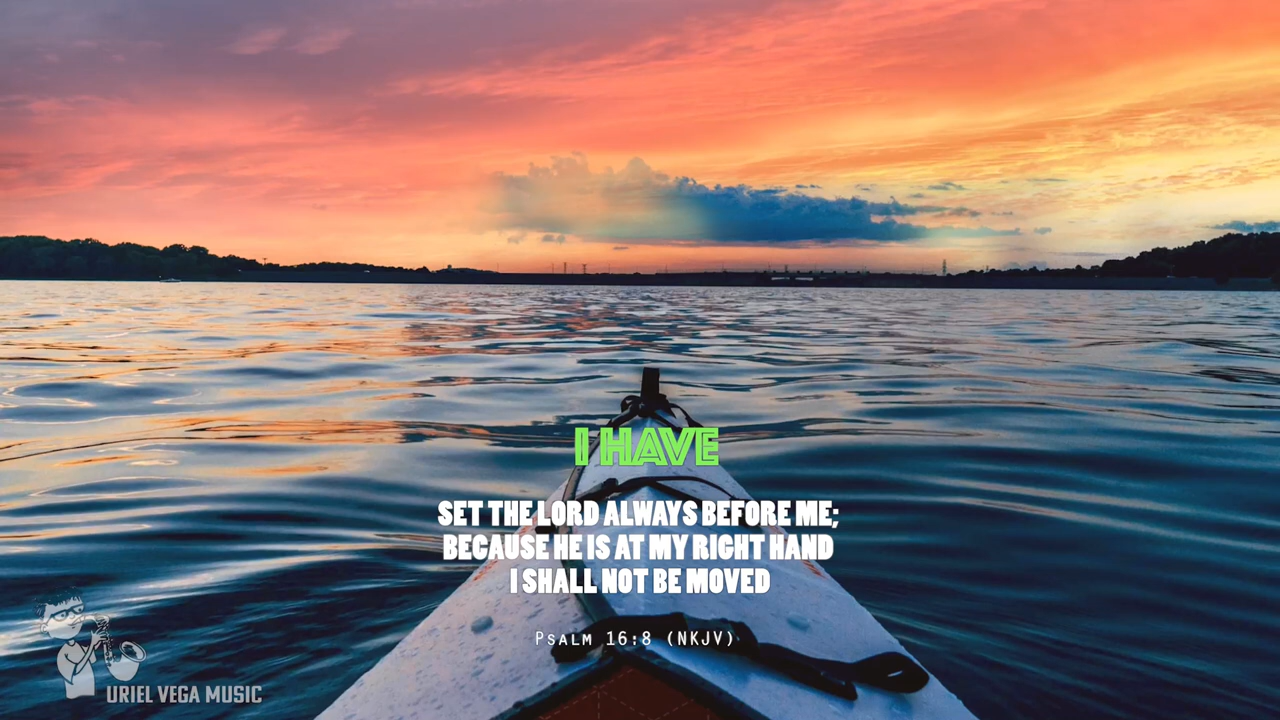 I HAVE
SET THE LORD ALWAYS BEFORE ME;
BECAUSE HE IS AT MY RIGHT HAND
I SHALL NOT BE MOVED
Psalm 16:8 (NKJV)
URIEL VEGA MUSIC